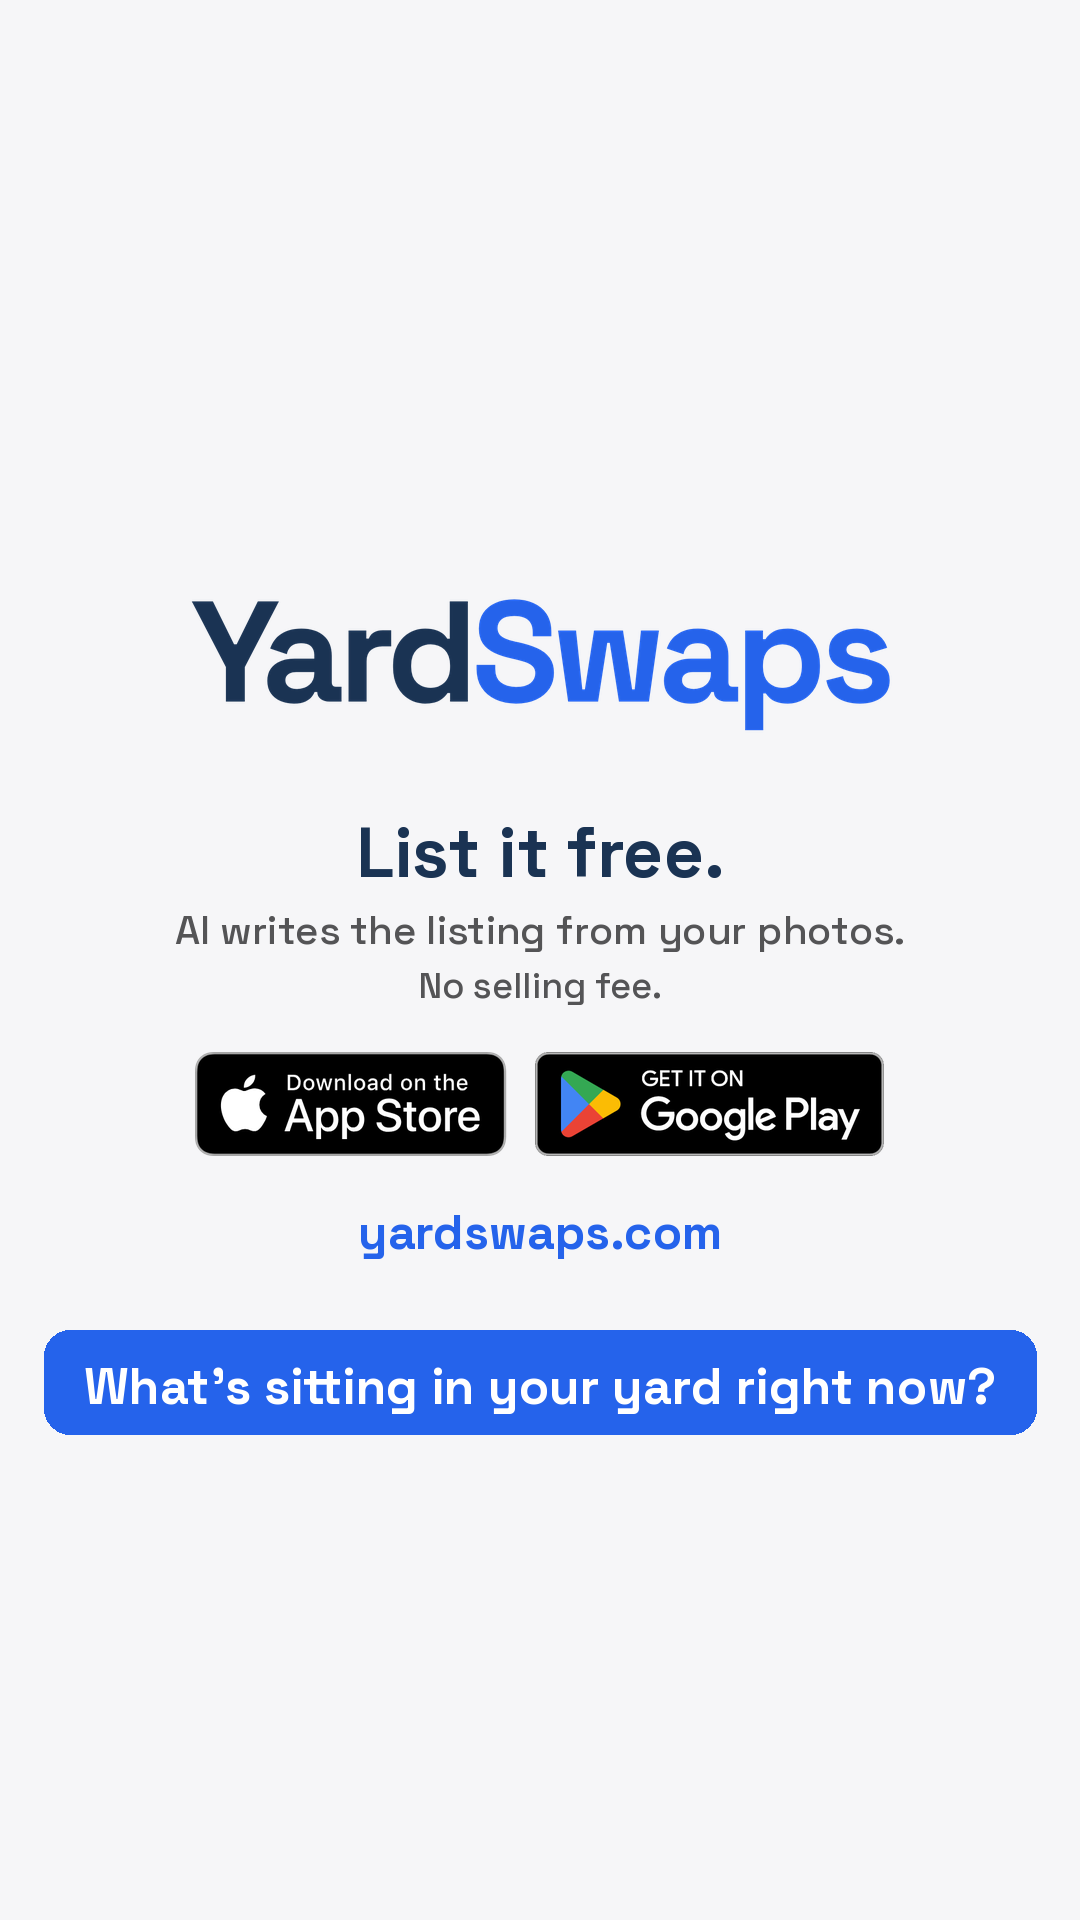 YardSwaps
List it free.
AI writes the listing from your photos.
No selling fee.
Download on the
App Store
GET IT ON
Google Play
yardswaps.com
What's sitting in your yard right now?